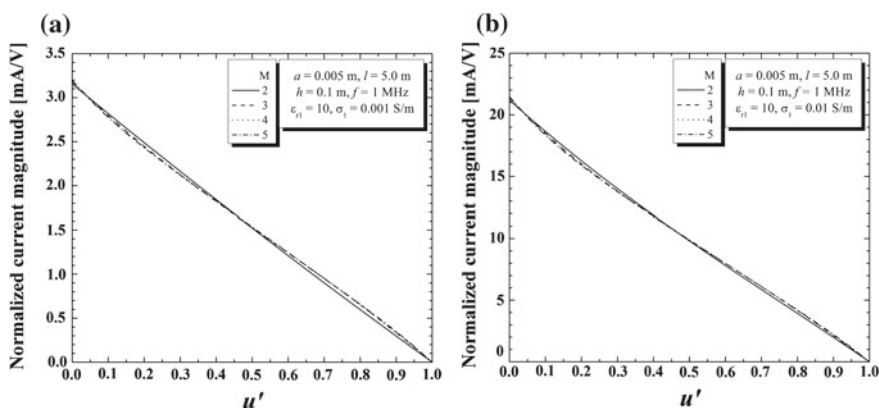 (a)
Normalized current magnitude [mA/V]
3.5
3.0
2.5
2.0
1.5
1.0
0.5
0.0
M
2
3
4
5
a = 0.005 m, l = 5.0 m
h = 0.1 m, f = 1 MHz
εr1 = 10, σ1 = 0.001 S/m
0.0 0.1 0.2 0.3 0.4 0.5 0.6 0.7 0.8 0.9 1.0
u'
(b)
Normalized current magnitude [mA/V]
25
20
15
10
5
0
M
2
3
4
5
a = 0.005 m, l = 5.0 m
h = 0.1 m, f = 1 MHz
εr1 = 10, σ1 = 0.01 S/m
0.0 0.1 0.2 0.3 0.4 0.5 0.6 0.7 0.8 0.9 1.0
u'